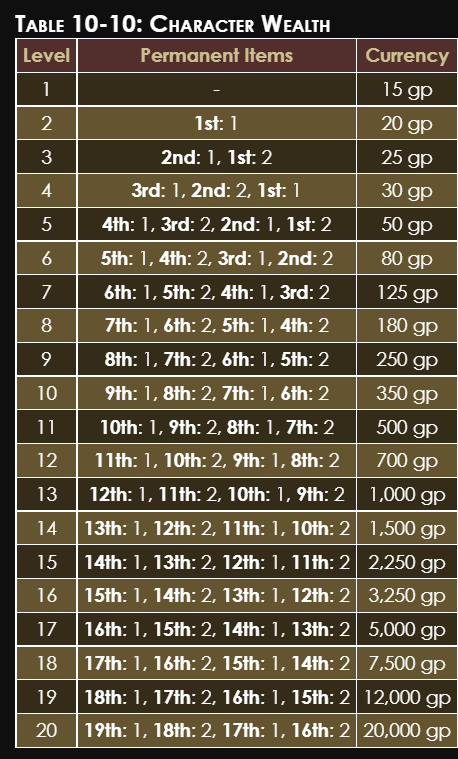 TABLE 10-10: CHARACTER WEALTH
Level Permanent Items Currency
1 - 15 gp
2 1st: 1 20 gp
3 2nd: 1, 1st: 2 25 gp
4 3rd: 1, 2nd: 2, 1st: 1 30 gp
5 4th: 1, 3rd: 2, 2nd: 1, 1st: 2 50 gp
6 5th: 1, 4th: 2, 3rd: 1, 2nd: 2 80 gp
7 6th: 1, 5th: 2, 4th: 1, 3rd: 2 125 gp
8 7th: 1, 6th: 2, 5th: 1, 4th: 2 180 gp
9 8th: 1, 7th: 2, 6th: 1, 5th: 2 250 gp
10 9th: 1, 8th: 2, 7th: 1, 6th: 2 350 gp
11 10th: 1, 9th: 2, 8th: 1, 7th: 2 500 gp
12 11th: 1, 10th: 2, 9th: 1, 8th: 2 700 gp
13 12th: 1, 11th: 2, 10th: 1, 9th: 2 1,000 gp
14 13th: 1, 12th: 2, 11th: 1, 10th: 2 1,500 gp
15 14th: 1, 13th: 2, 12th: 1, 11th: 2 2,250 gp
16 15th: 1, 14th: 2, 13th: 1, 12th: 2 3,250 gp
17 16th: 1, 15th: 2, 14th: 1, 13th: 2 5,000 gp
18 17th: 1, 16th: 2, 15th: 1, 14th: 2 7,500 gp
19 18th: 1, 17th: 2, 16th: 1, 15th: 2 12,000 gp
20 19th: 1, 18th: 2, 17th: 1, 16th: 2 20,000 gp